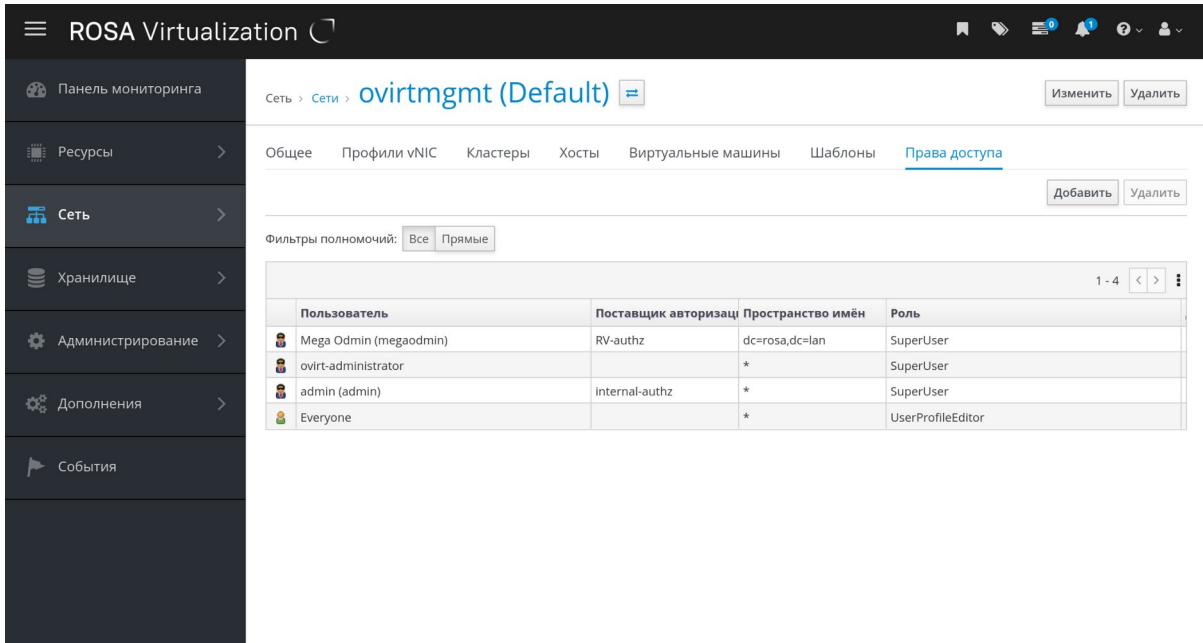 ROSA Virtualization
0
1
Панель мониторинга
Ресурсы
Сеть
Хранилище
Администрирование
Дополнения
События
Сеть > Сети > ovirtmgmt (Default)
Изменить Удалить
Общее Профили vNIC Кластеры Хосты Виртуальные машины Шаблоны Права доступа
Добавить Удалить
Фильтры полномочий: Все Прямые
1 - 4 < >
Пользователь Поставщик авторизаці Пространство имён Роль
Mega Odmin (megaodmin) RV-authz dc=rosa,dc=lan SuperUser
ovirt-administrator * SuperUser
admin (admin) internal-authz * SuperUser
Everyone * UserProfileEditor